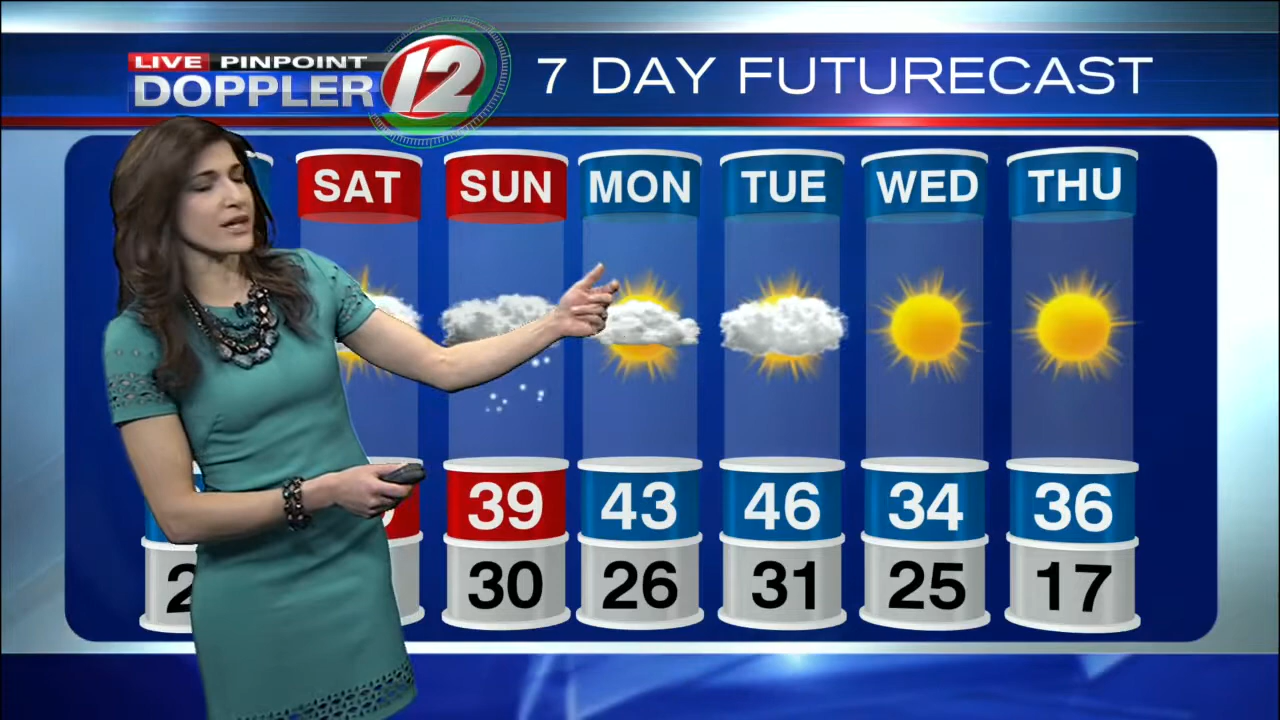 LIVE PINPOINT
DOPPLER 12
7 DAY FUTURECAST
SAT SUN MON TUE WED THU
39 43 46 34 36
30 26 31 25 17